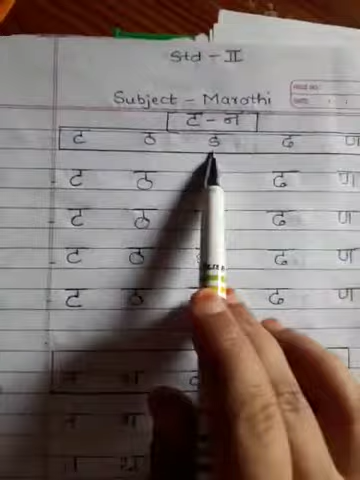 Std - II
Subject - Marathi
ट - न
ट ठ ड ढ ण
ट ठ ढ ण
ट ठ ढ ण
ट ठ ढ ण
ट ठ ढ ण
त थ
त थ
त थ